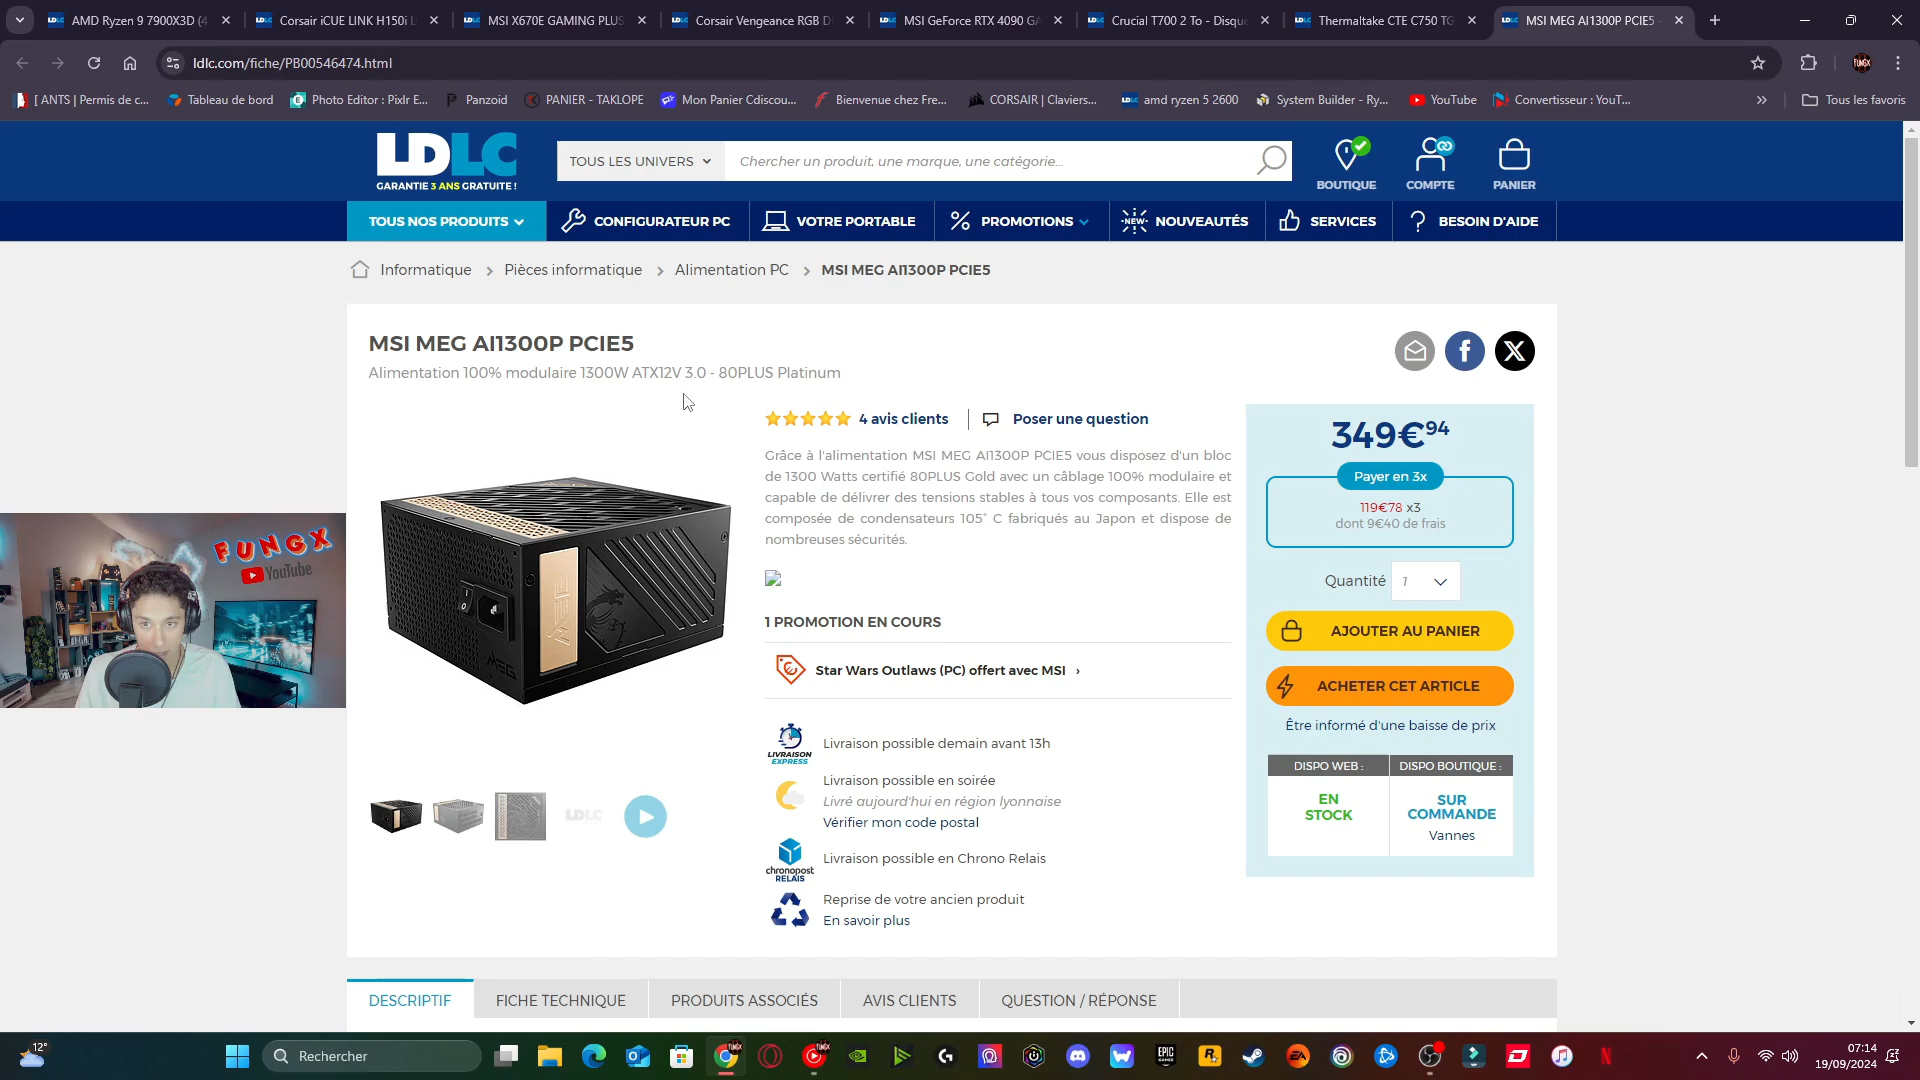 AMD Ryzen 9 7900X3D (4
Corsair iCUE LINK H150i L
MSI X670E GAMING PLUS
Corsair Vengeance RGB D
MSI GeForce RTX 4090 GA
Crucial T700 2 To - Disque
Thermaltake CTE C750 TG
MSI MEG AI1300P PCIE5 -
ldlc.com/fiche/PB00546474.html
FUNGX
[ ANTS | Permis de c...
Tableau de bord
Photo Editor : Pixlr E...
Panzoid
PANIER - TAKLOPE
Mon Panier Cdiscou...
Bienvenue chez Fre...
CORSAIR | Claviers...
amd ryzen 5 2600
System Builder - Ry...
YouTube
Convertisseur : YouT...
Tous les favoris
LDLC
GARANTIE 3 ANS GRATUITE !
TOUS LES UNIVERS
Chercher un produit, une marque, une catégorie...
BOUTIQUE
COMPTE
PANIER
TOUS NOS PRODUITS
CONFIGURATEUR PC
VOTRE PORTABLE
PROMOTIONS
NEW
NOUVEAUTÉS
SERVICES
BESOIN D'AIDE
Informatique > Pièces informatique > Alimentation PC > MSI MEG AI1300P PCIE5
MSI MEG AI1300P PCIE5
Alimentation 100% modulaire 1300W ATX12V 3.0 - 80PLUS Platinum
4 avis clients
Poser une question
Grâce à l'alimentation MSI MEG AI1300P PCIE5 vous disposez d'un bloc
de 1300 Watts certifié 80PLUS Gold avec un câblage 100% modulaire et
capable de délivrer des tensions stables à tous vos composants. Elle est
composée de condensateurs 105° C fabriqués au Japon et dispose de
nombreuses sécurités.
349€94
Payer en 3x
119€78 x3
dont 9€40 de frais
Quantité 1
AJOUTER AU PANIER
ACHETER CET ARTICLE
Être informé d'une baisse de prix
DISPO WEB :
DISPO BOUTIQUE :
EN
STOCK
SUR
COMMANDE
Vannes
MEG
MEG
FUNGX
YouTube
1 PROMOTION EN COURS
Star Wars Outlaws (PC) offert avec MSI ›
LIVRAISON
EXPRESS
Livraison possible demain avant 13h
Livraison possible en soirée
Livré aujourd'hui en région lyonnaise
Vérifier mon code postal
chronopost
RELAIS
Livraison possible en Chrono Relais
Reprise de votre ancien produit
En savoir plus
LDLC
DESCRIPTIF
FICHE TECHNIQUE
PRODUITS ASSOCIÉS
AVIS CLIENTS
QUESTION / RÉPONSE
12°
Rechercher
EPIC
GAMES
EA
07:14
19/09/2024